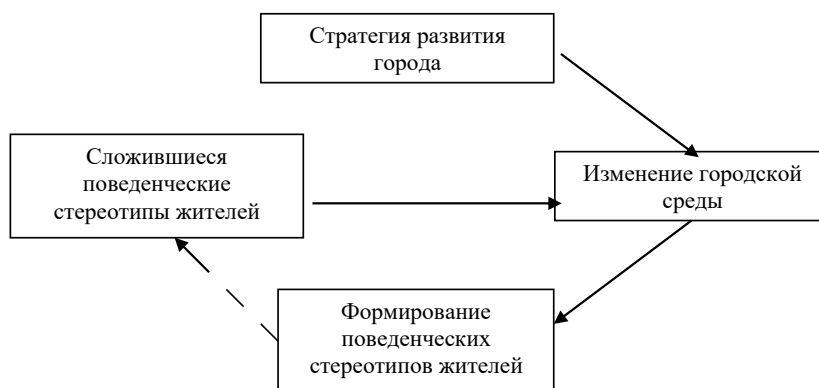 Стратегия развития
города
Сложившиеся
поведенческие
стереотипы жителей
Изменение городской
среды
Формирование
поведенческих
стереотипов жителей